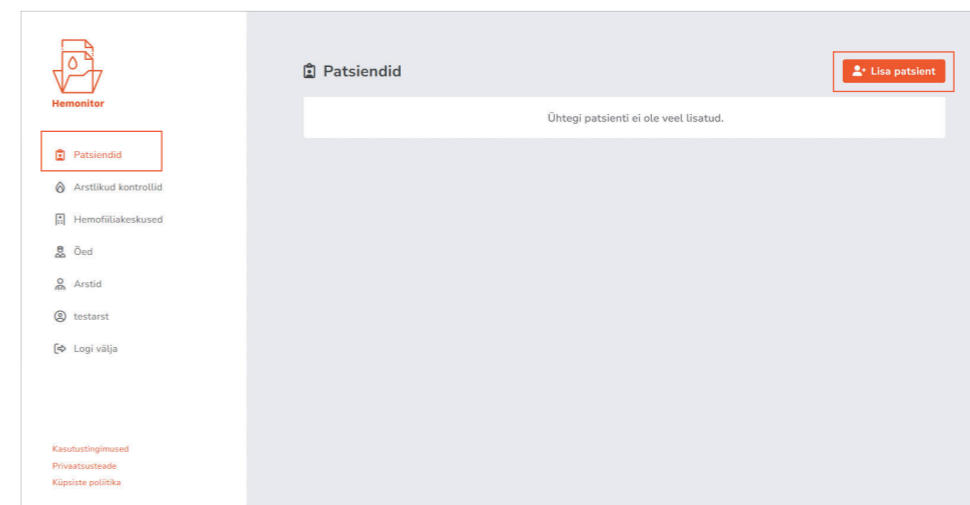 Hemonitor
Patsiendid
Arstlikud kontrollid
Hemofiiliakeskused
Õed
Arstid
testarst
Logi välja
Kasutustingimused
Privaatsusteade
Küpsiste poliitika
Patsiendid
Lisa patsient
Ühtegi patsienti ei ole veel lisatud.